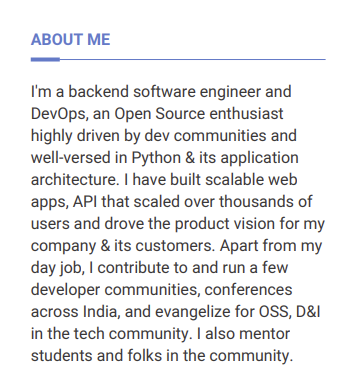 ABOUT ME
I'm a backend software engineer and
DevOps, an Open Source enthusiast
highly driven by dev communities and
well-versed in Python & its application
architecture. I have built scalable web
apps, API that scaled over thousands of
users and drove the product vision for my
company & its customers. Apart from my
day job, I contribute to and run a few
developer communities, conferences
across India, and evangelize for OSS, D&I
in the tech community. I also mentor
students and folks in the community.